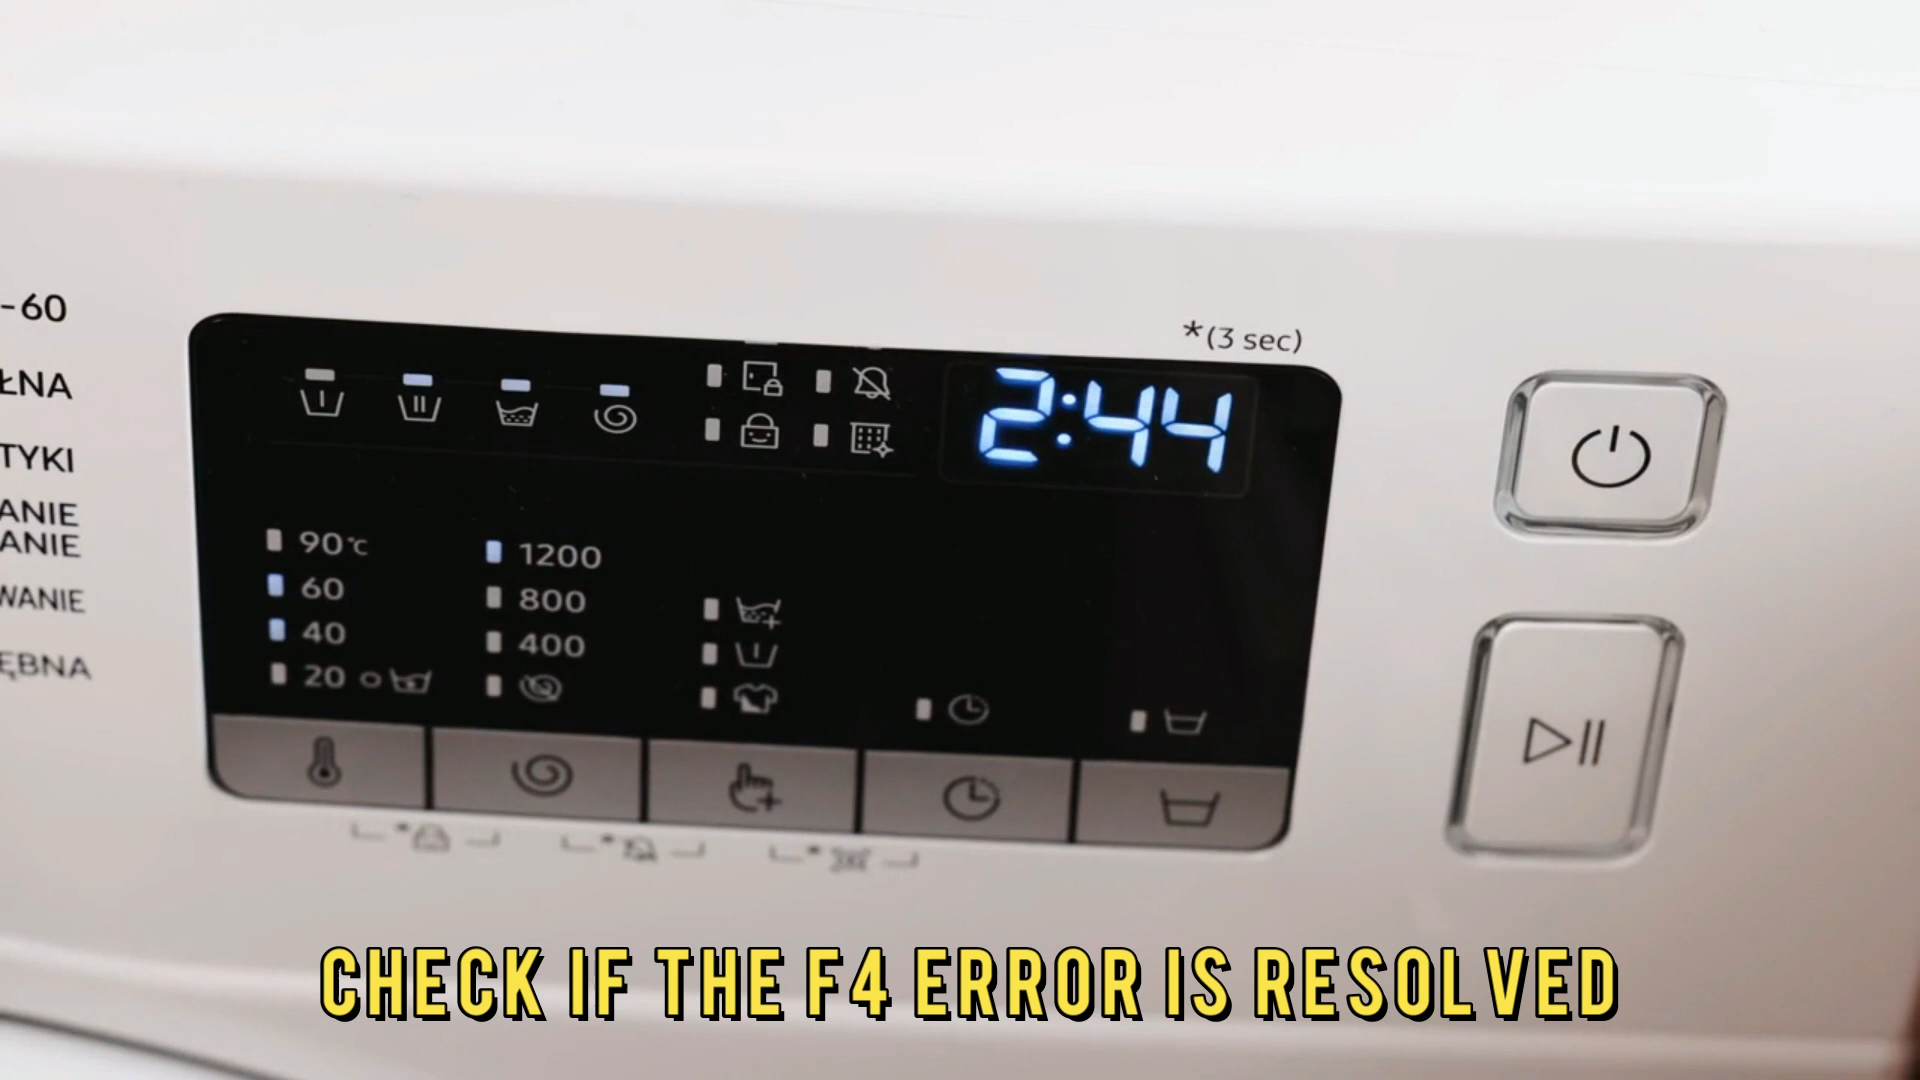 -60
ŁNA
TYKI
ANIE
ANIE
WANIE
ĘBNA
*(3 sec)
2:44
90°C
60
40
20
1200
800
400
CHECK IF THE F4 ERROR IS RESOLVED